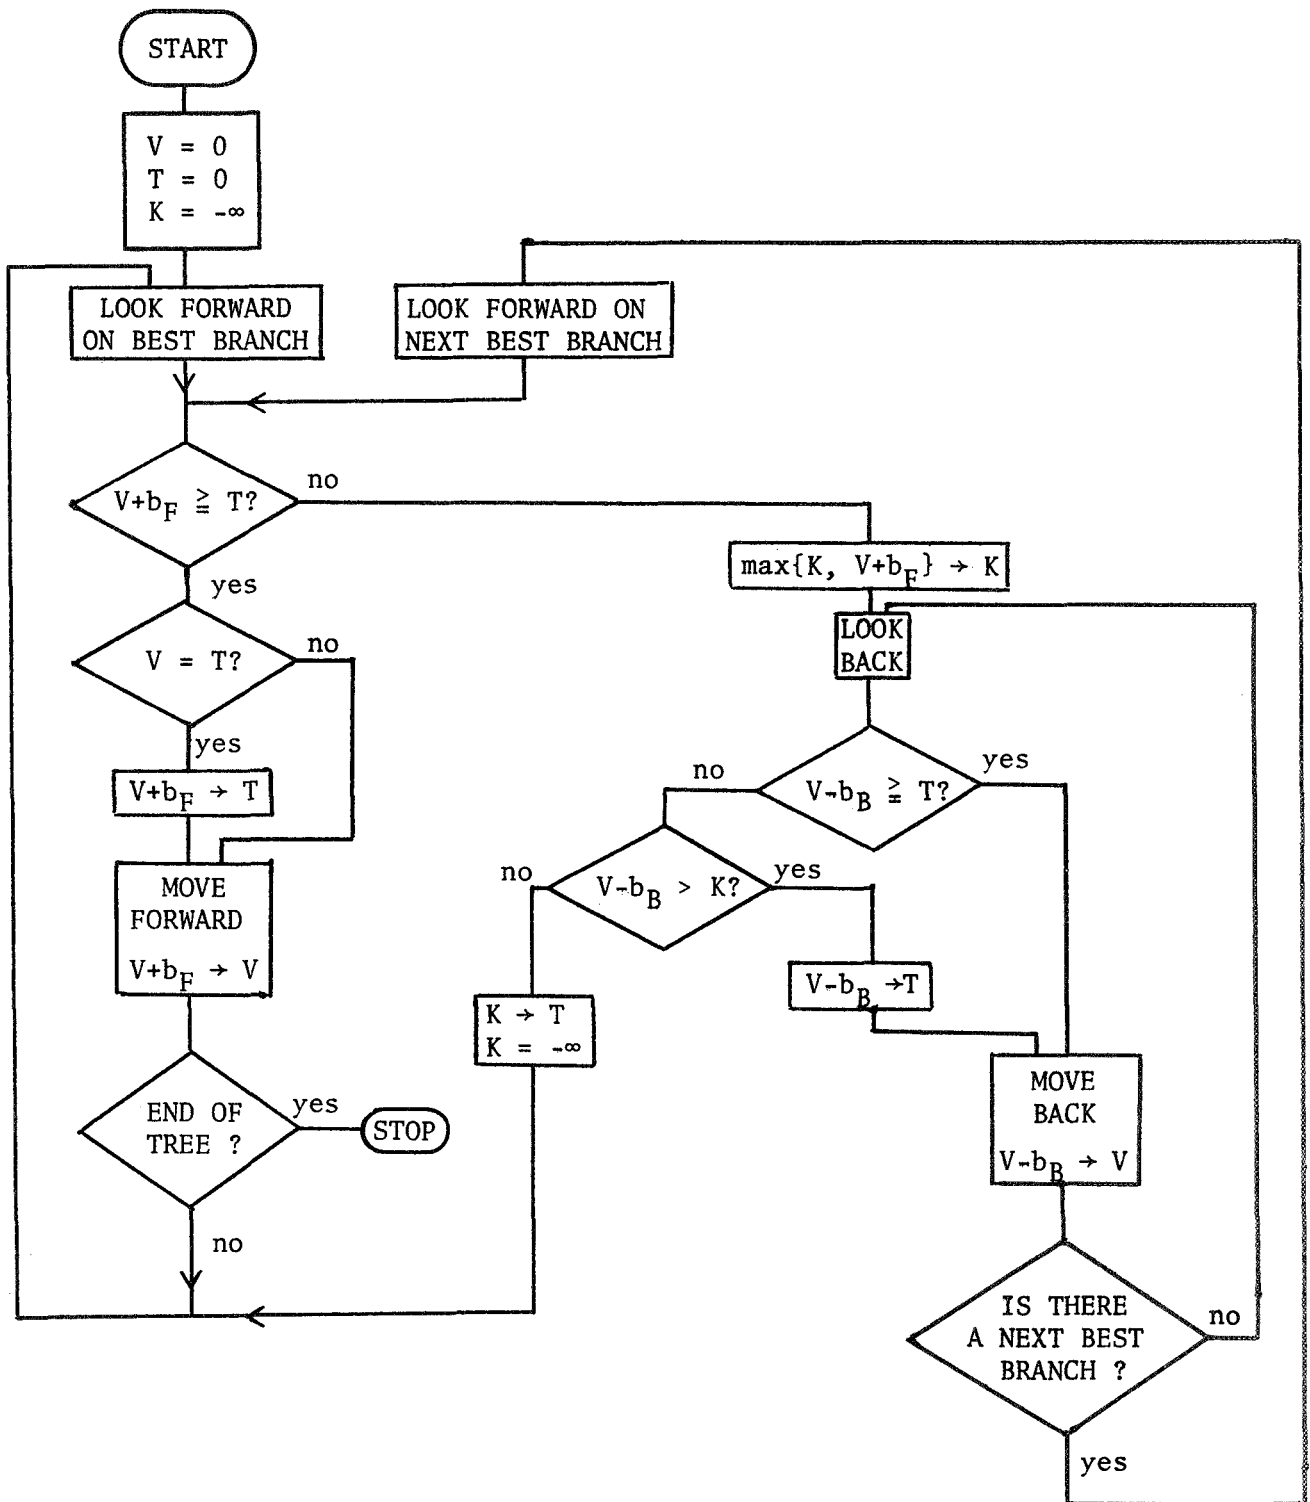 START
V = 0
T = 0
K = -∞
LOOK FORWARD
ON BEST BRANCH
LOOK FORWARD ON
NEXT BEST BRANCH
V+b_F ≧ T?
no
yes
max{K, V+b_F} → K
LOOK
BACK
V = T?
no
yes
V+b_F → T
V-b_B ≧ T?
no
yes
MOVE
FORWARD
V+b_F → V
V-b_B > K?
no
yes
V-b_B →T
K → T
K = -∞
MOVE
BACK
V-b_B → V
END OF
TREE ?
yes
STOP
no
IS THERE
A NEXT BEST
BRANCH ?
no
yes